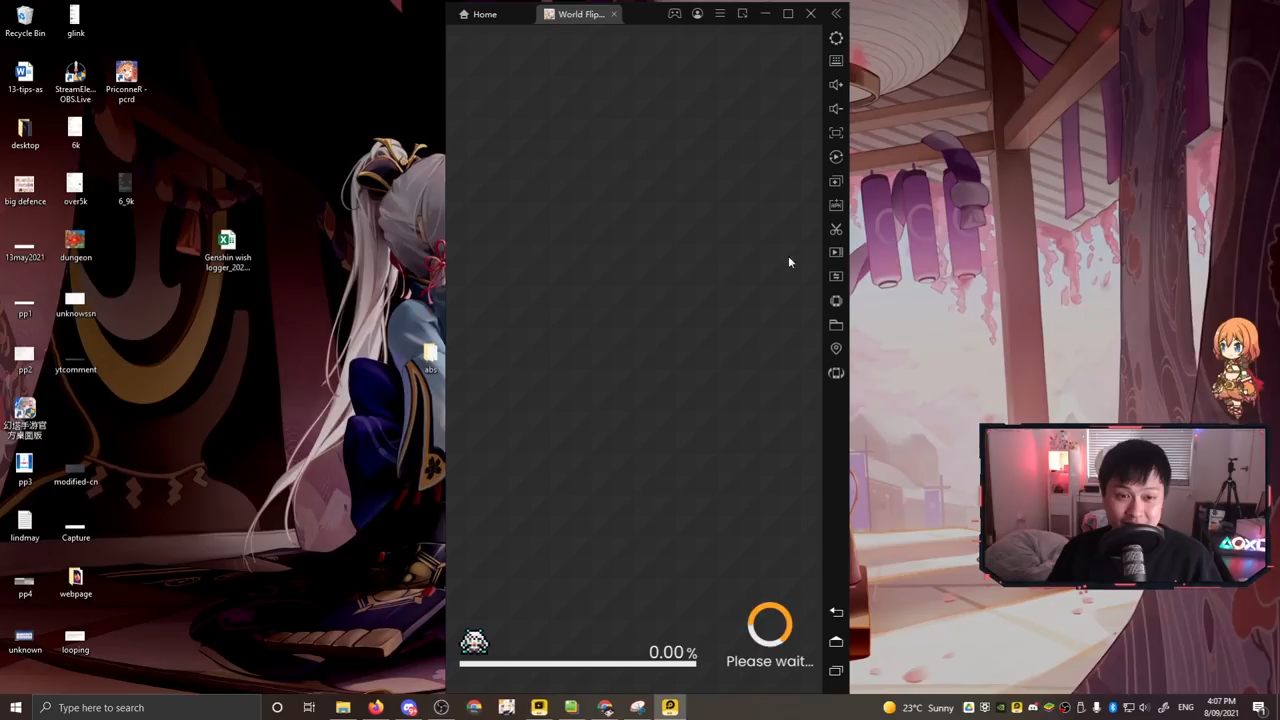 Home
World Flip...
Recycle Bin
glink
13-tips-as
StreamEle...
OBS.Live
PriconneR -
pcrd
desktop
6k
big defence
over5k
6_9k
13may2021
dungeon
Genshin wish
logger_202...
pp1
unknowssn
pp2
ytcomment
abs
幻塔手游官
方桌面版
pp3
modified-cn
lindmay
Capture
pp4
webpage
unknown
looping
APK
0.00 %
Please wait...
Type here to search
23°C Sunny
ENG
4:07 PM
8/09/2021